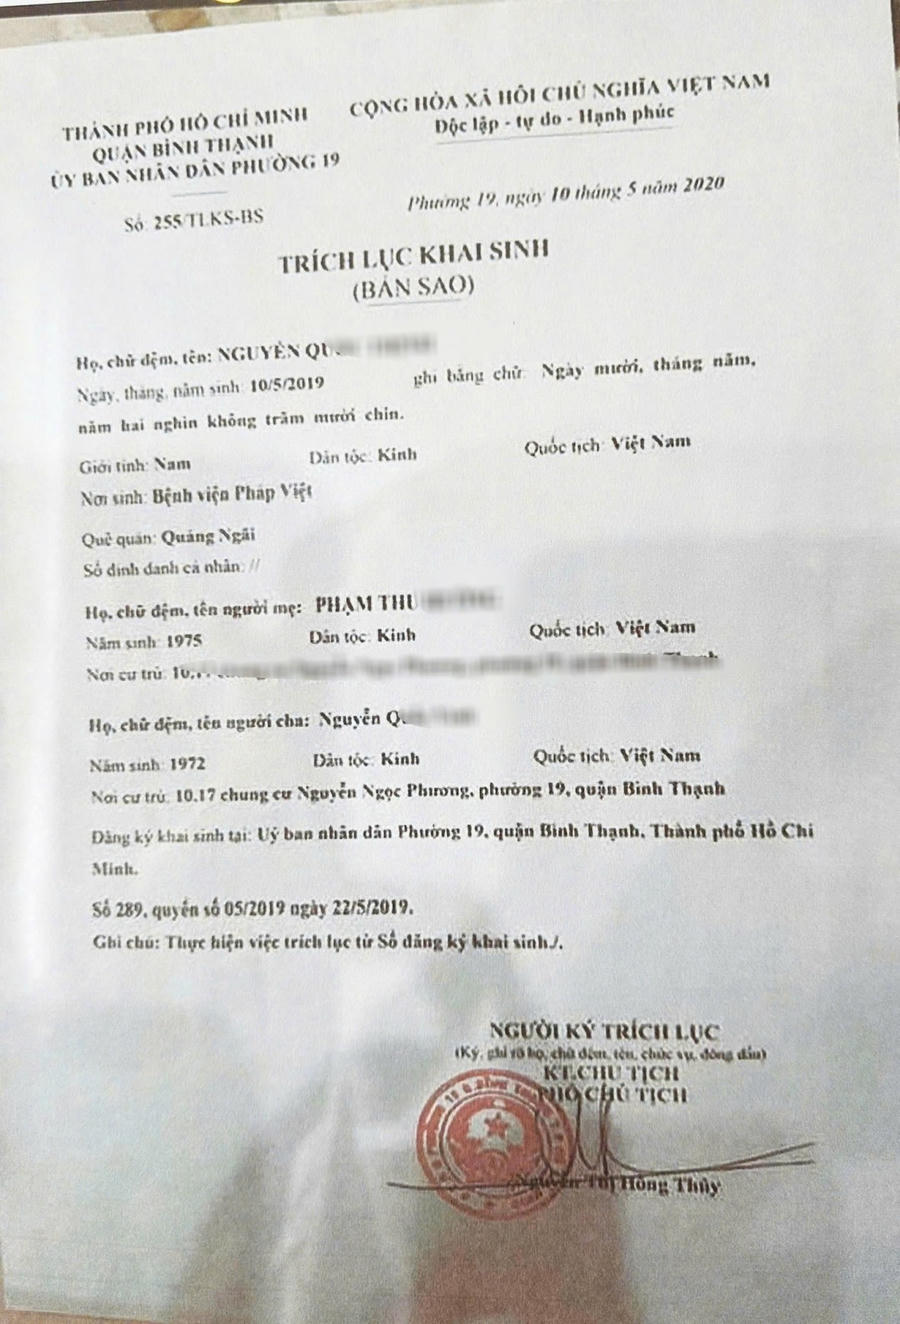 THÀNH PHỐ HỒ CHÍ MINH
QUẬN BÌNH THẠNH
ỦY BAN NHÂN DÂN PHƯỜNG 19
Số: 255/TLKS-BS
CỘNG HÒA XÃ HỘI CHỦ NGHĨA VIỆT NAM
Độc lập - tự do - Hạnh phúc
Phường 19, ngày 10 tháng 5 năm 2020
TRÍCH LỤC KHAI SINH
(BẢN SAO)
Họ, chữ đệm, tên: NGUYỄN
Ngày, tháng, năm sinh: 10/5/2019 ghi bằng chữ: Ngày mười, tháng năm,
năm hai nghìn không trăm mười chín.
Giới tính: Nam Dân tộc: Kinh Quốc tịch: Việt Nam
Nơi sinh: Bệnh viện Pháp Việt
Quê quán: Quảng Ngãi
Số định danh cá nhân: //
Họ, chữ đệm, tên người mẹ: PHẠM THU
Năm sinh: 1975 Dân tộc: Kinh Quốc tịch: Việt Nam
Nơi cư trú:
Họ, chữ đệm, tên người cha: Nguyễn
Năm sinh: 1972 Dân tộc: Kinh Quốc tịch: Việt Nam
Nơi cư trú: 10.17 chung cư Nguyễn Ngọc Phương, phường 19, quận Bình Thạnh
Đăng ký khai sinh tại: Uỷ ban nhân dân Phường 19, quận Bình Thạnh, Thành phố Hồ Chí
Minh.
Số 289, quyển số 05/2019 ngày 22/5/2019.
Ghi chú: Thực hiện việc trích lục từ Sổ đăng ký khai sinh./.
NGƯỜI KÝ TRÍCH LỤC
(Ký, ghi rõ họ, chữ đệm, tên, chức vụ, đóng dấu)
KT.CHỦ TỊCH
PHÓ CHỦ TỊCH
Nguyễn Thị Hồng Thủy